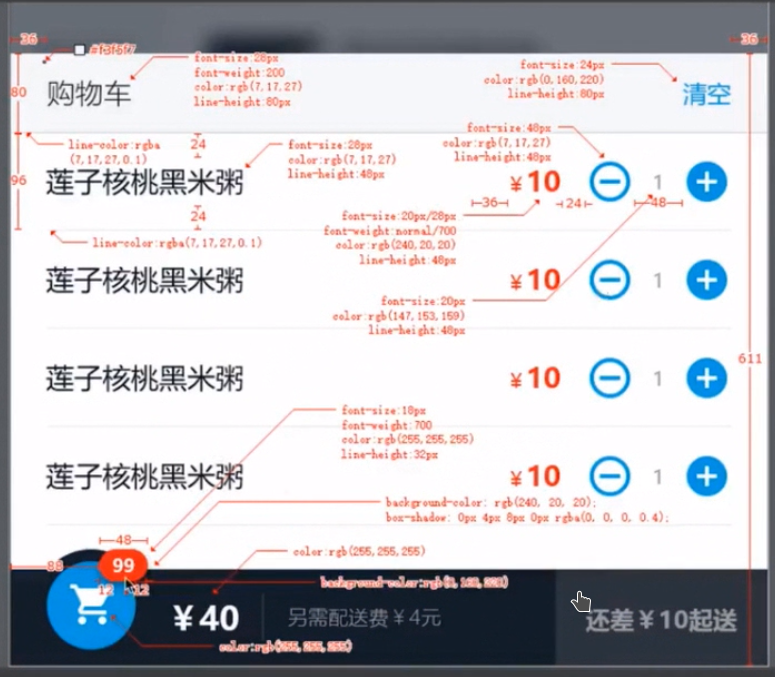 36
36
#f3f5f7
font-size:28px
font-weight:200
color:rgb(7,17,27)
line-height:80px
font-size:24px
color:rgb(0,160,220)
line-height:80px
80
购物车
清空
line-color:rgba
(7,17,27,0.1)
24
font-size:28px
color:rgb(7,17,27)
line-height:48px
font-size:48px
color:rgb(7,17,27)
line-height:48px
96
莲子核桃黑米粥
¥10
1
36
24
48
24
font-size:20px/28px
font-weight:normal/700
color:rgb(240,20,20)
line-height:48px
line-color:rgba(7,17,27,0.1)
莲子核桃黑米粥
¥10
1
font-size:20px
color:rgb(147,153,159)
line-height:48px
611
莲子核桃黑米粥
¥10
1
font-size:18px
font-weight:700
color:rgb(255,255,255)
line-height:32px
莲子核桃黑米粥
¥10
1
background-color: rgb(240, 20, 20);
box-shadow: 0px 4px 8px 0px rgba(0, 0, 0, 0.4);
48
color:rgb(255,255,255)
99
12
12
¥40
另需配送费¥4元
还差¥10起送
color:rgb(255,255,255)